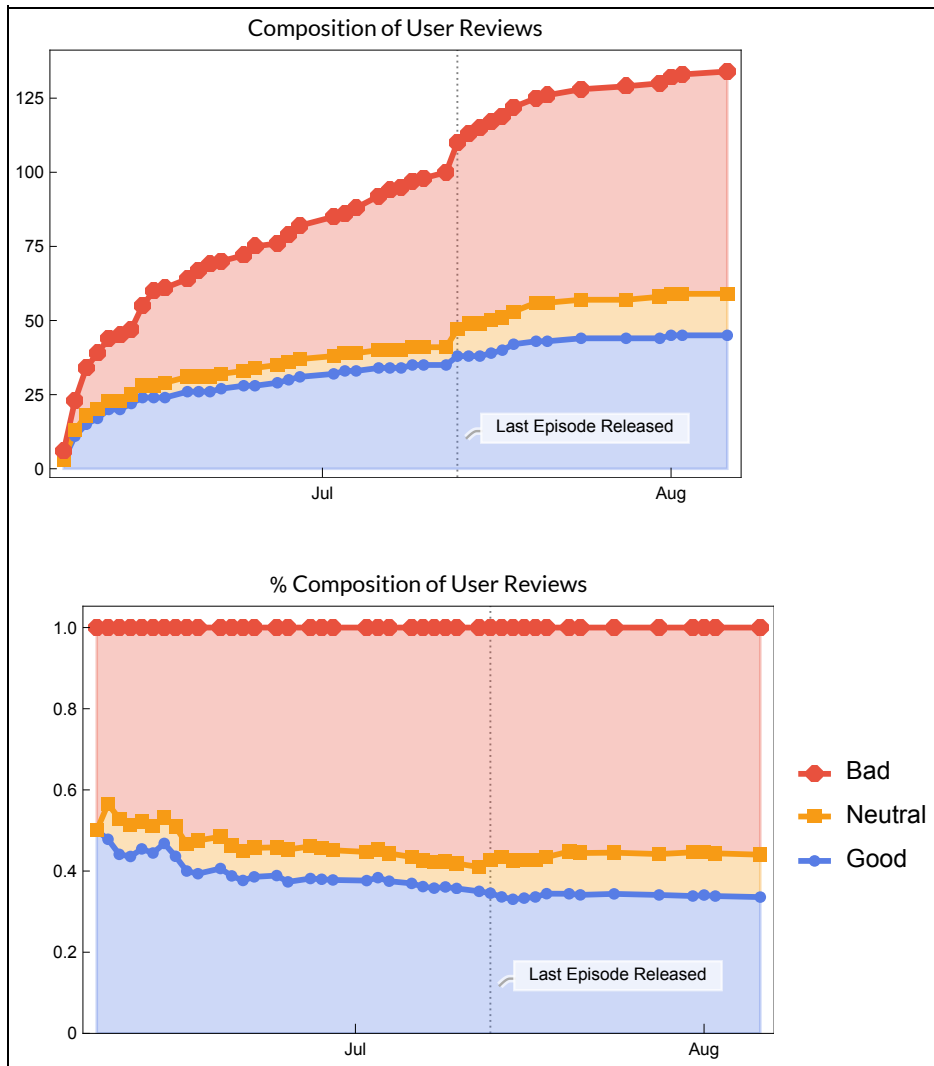 Composition of User Reviews
125
100
75
50
25
0
Last Episode Released
Jul
Aug
% Composition of User Reviews
1.0
0.8
0.6
0.4
0.2
0
Last Episode Released
Jul
Aug
Bad
Neutral
Good